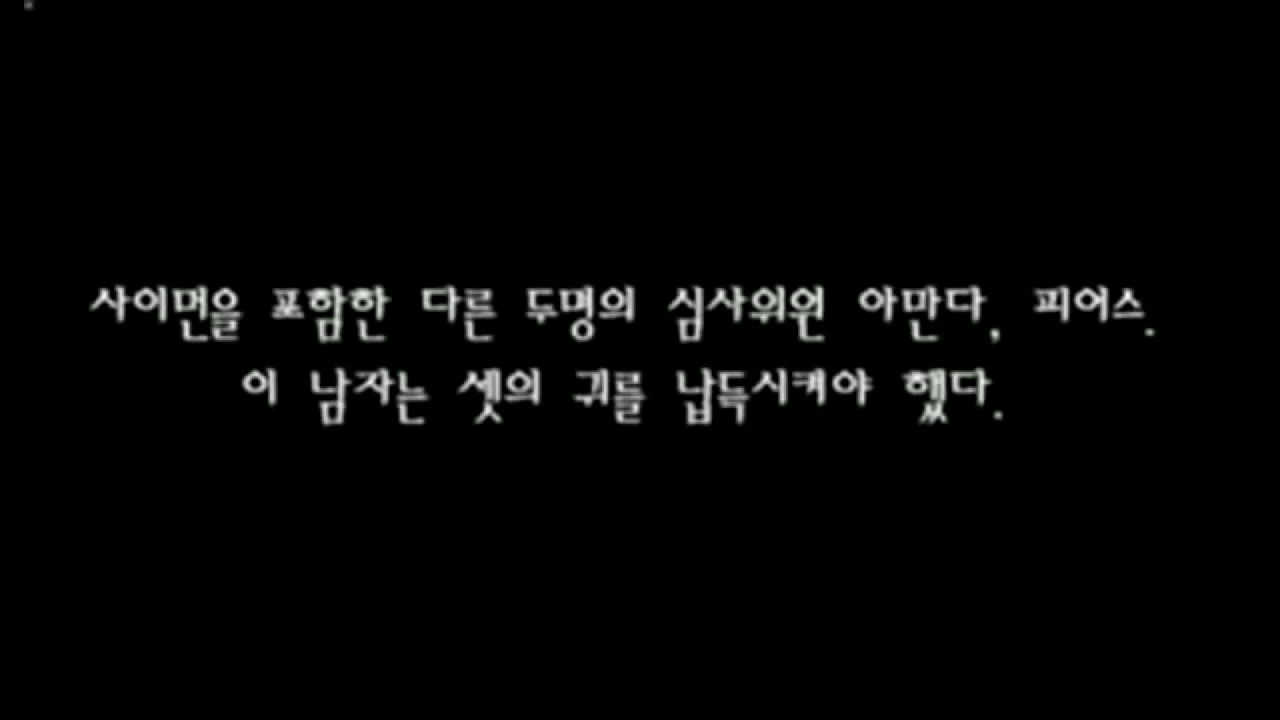 사이먼을 포함한 다른 두명의 심사위원 아만다, 피어스.
이 남자는 셋의 귀를 납득시켜야 했다.